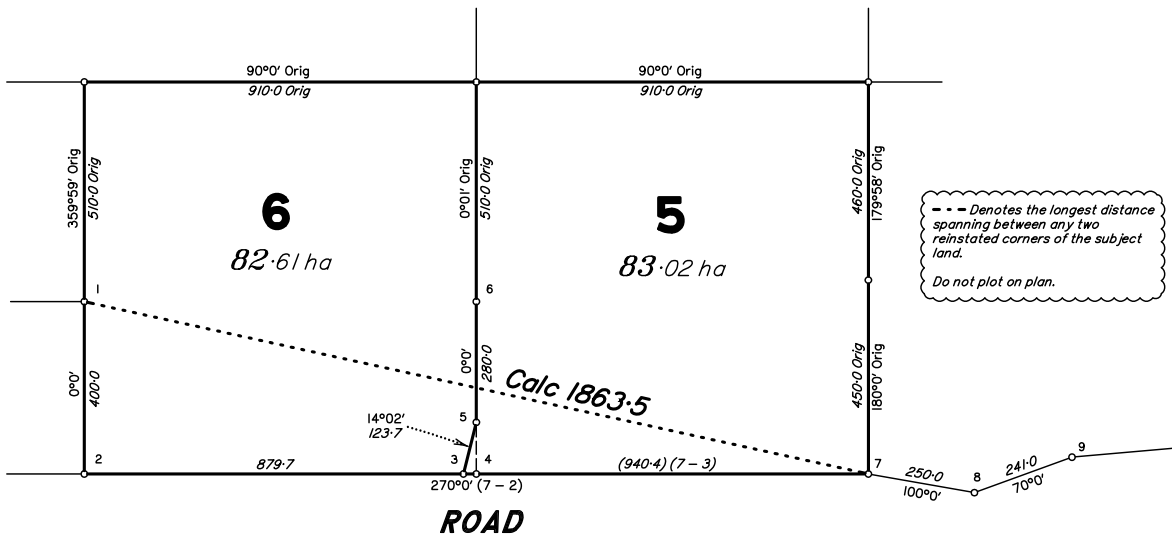 90°0' Orig
910·0 Orig
90°0' Orig
910·0 Orig
359°59' Orig
510·0 Orig
0°01' Orig
510·0 Orig
460·0 Orig
179°58' Orig
6
82·61 ha
5
83·02 ha
- - - Denotes the longest distance
spanning between any two
reinstated corners of the subject
land.
Do not plot on plan.
1
6
0°0'
400·0
0°0'
280·0
Calc 1863·5
450·0 Orig
180°0' Orig
14°02'
123·7
5
2
879·7
3
4
(940·4) (7 – 3)
7
270°0' (7 – 2)
250·0
100°0'
8
241·0
70°0'
9
ROAD